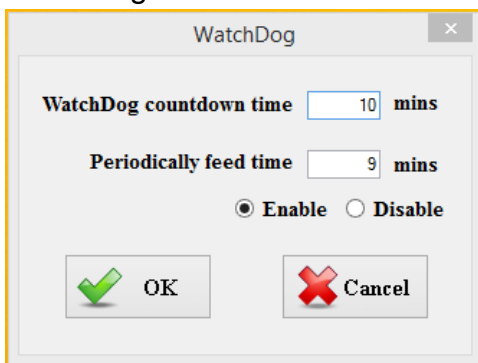 WatchDog
WatchDog countdown time 10 mins
Periodically feed time 9 mins
Enable Disable
OK Cancel